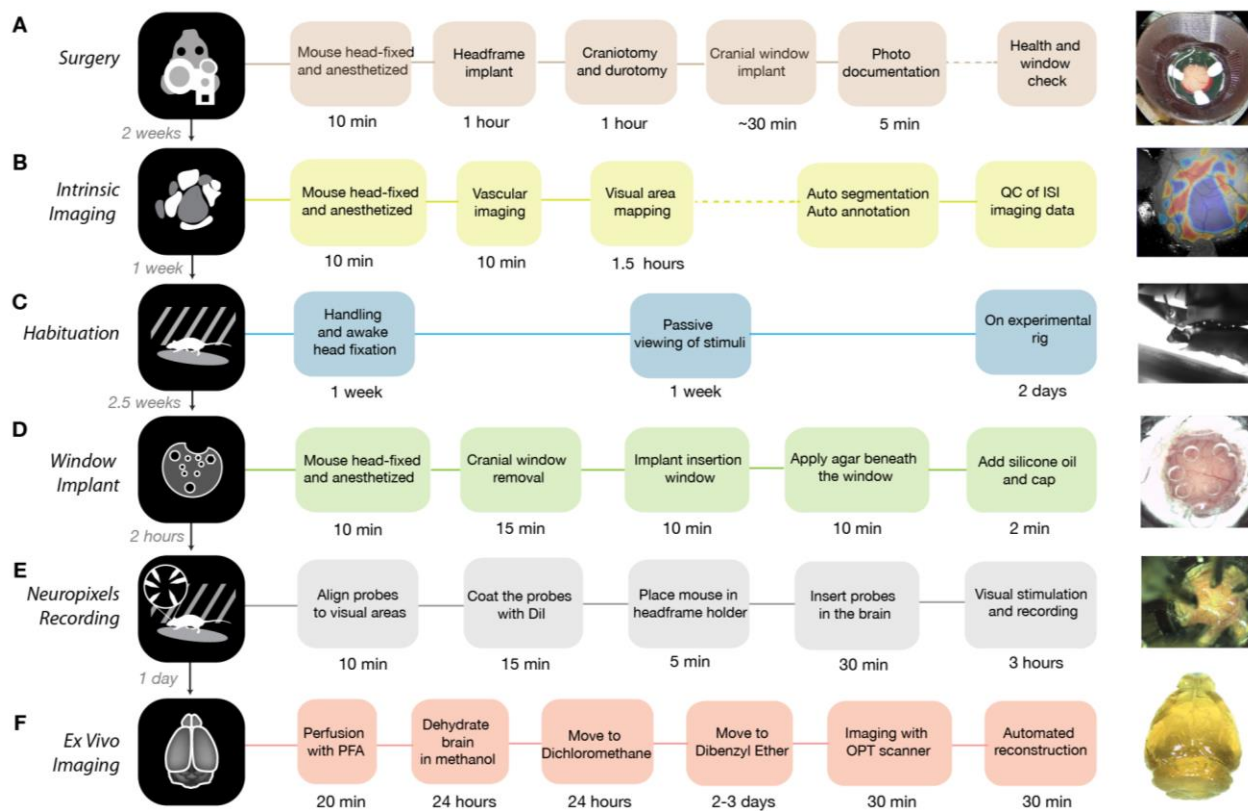 A
Surgery
Mouse head-fixed
and anesthetized
10 min
Headframe
implant
1 hour
Craniotomy
and durotomy
1 hour
Cranial window
implant
~30 min
Photo
documentation
5 min
Health and
window
check
2 weeks
B
Intrinsic
Imaging
Mouse head-fixed
and anesthetized
10 min
Vascular
imaging
10 min
Visual area
mapping
1.5 hours
Auto segmentation
Auto annotation
QC of ISI
imaging data
1 week
C
Habituation
Handling
and awake
head fixation
1 week
Passive
viewing of stimuli
1 week
On experimental
rig
2 days
2.5 weeks
D
Window
Implant
Mouse head-fixed
and anesthetized
10 min
Cranial window
removal
15 min
Implant insertion
window
10 min
Apply agar beneath
the window
10 min
Add silicone oil
and cap
2 min
2 hours
E
Neuropixels
Recording
Align probes
to visual areas
10 min
Coat the probes
with DiI
15 min
Place mouse in
headframe holder
5 min
Insert probes
in the brain
30 min
Visual stimulation
and recording
3 hours
1 day
F
Ex Vivo
Imaging
Perfusion
with PFA
20 min
Dehydrate
brain
in methanol
24 hours
Move to
Dichloromethane
24 hours
Move to
Dibenzyl Ether
2-3 days
Imaging with
OPT scanner
30 min
Automated
reconstruction
30 min